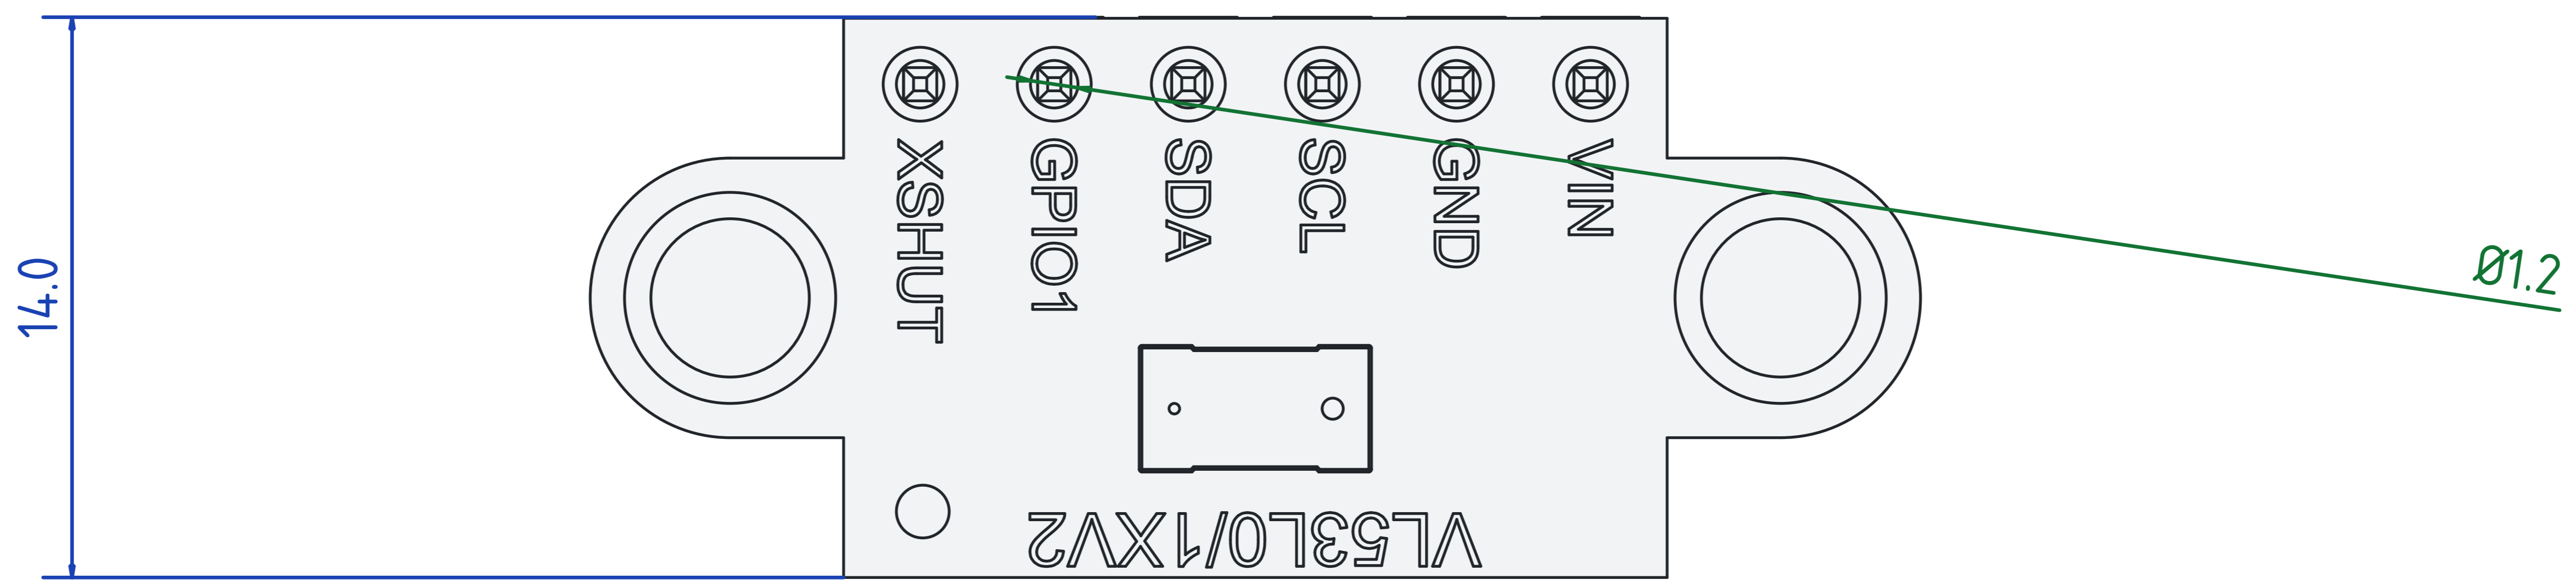 14.0
XSHUT
GPIO1
SDA
SCL
GND
VIN
Ø1.2
VL53L0/1XV2